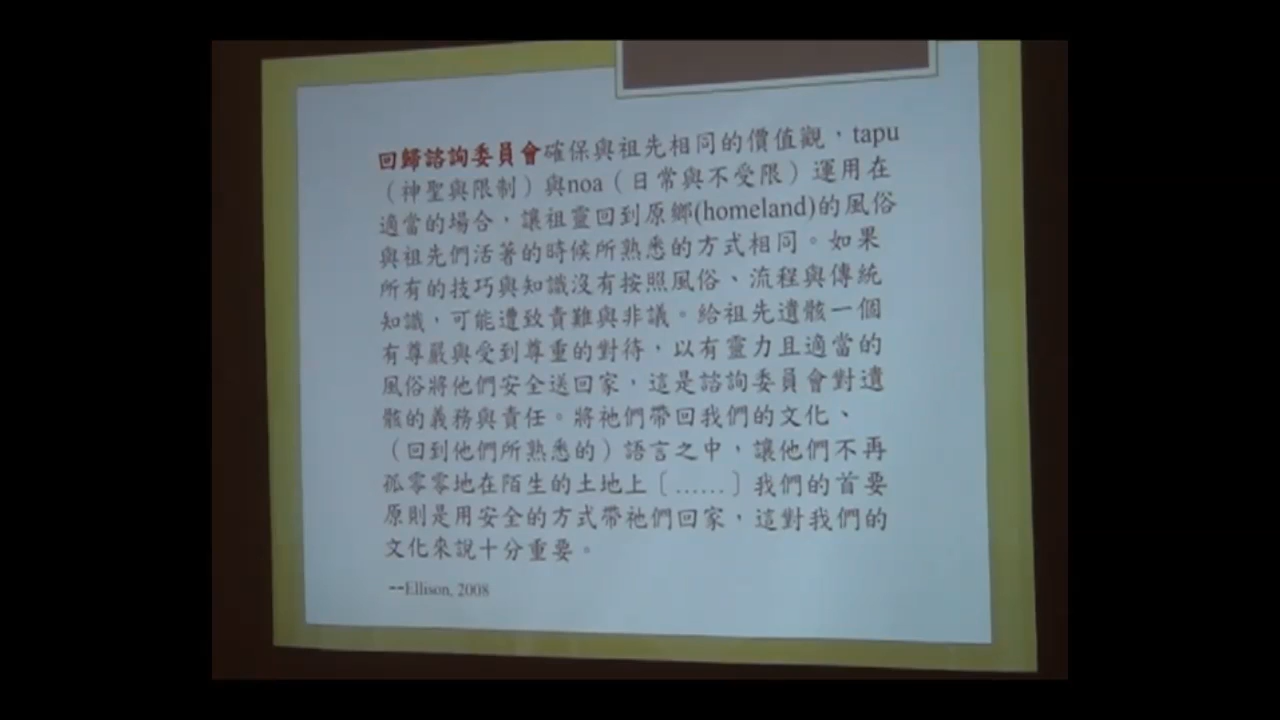 回歸諮詢委員會確保與祖先相同的價值觀，tapu
（神聖與限制）與noa（日常與不受限）運用在
適當的場合，讓祖靈回到原鄉(homeland)的風俗
與祖先們活著的時候所熟悉的方式相同。如果
所有的技巧與知識沒有按照風俗、流程與傳統
知識，可能遭致責難與非議。給祖先遺骸一個
有尊嚴與受到尊重的對待，以有靈力且適當的
風俗將他們安全送回家，這是諮詢委員會對遺
骸的義務與責任。將祂們帶回我們的文化、
（回到他們所熟悉的）語言之中，讓他們不再
孤零零地在陌生的土地上〔……〕我們的首要
原則是用安全的方式帶祂們回家，這對我們的
文化來說十分重要。
--Ellison, 2008